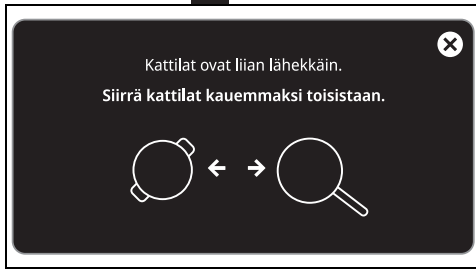 Kattilat ovat liian lähekkäin.
Siirrä kattilat kauemmaksi toisistaan.